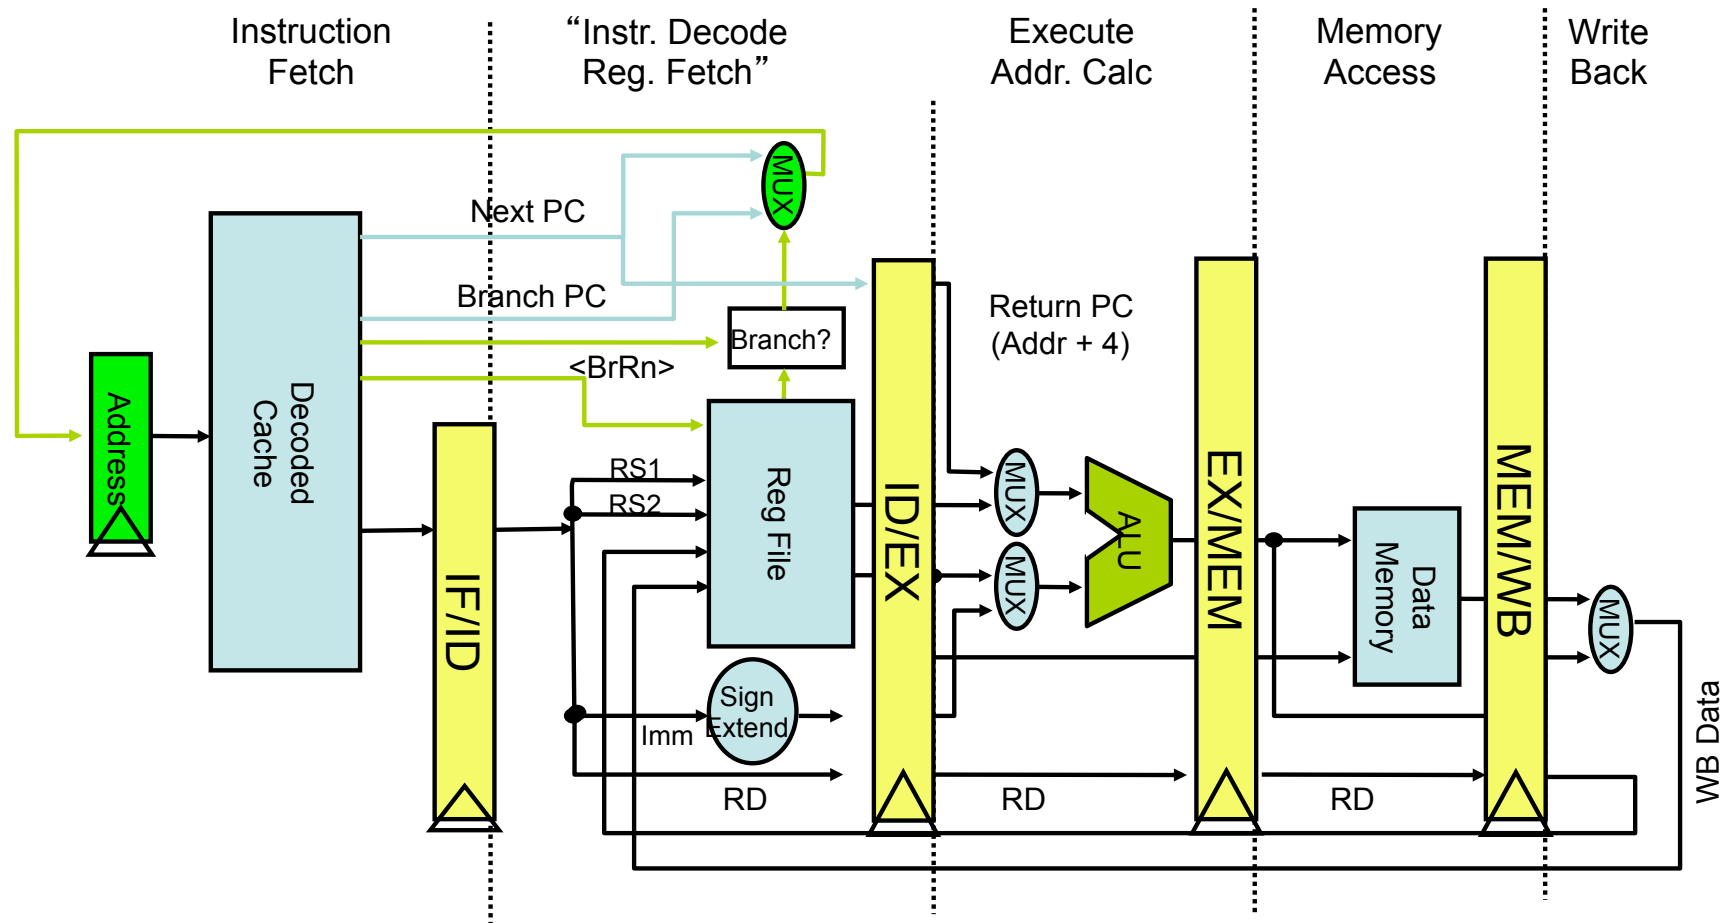 Instruction
Fetch
“Instr. Decode
Reg. Fetch”
Execute
Addr. Calc
Memory
Access
Write
Back
MUX
Next PC
Branch PC
Branch?
<BrRn>
Return PC
(Addr + 4)
Address
Decoded
Cache
IF/ID
RS1
RS2
Reg File
ID/EX
MUX
MUX
ALU
EX/MEM
Data
Memory
MEM/WB
MUX
Sign
Extend
Imm
RD
RD
RD
WB Data